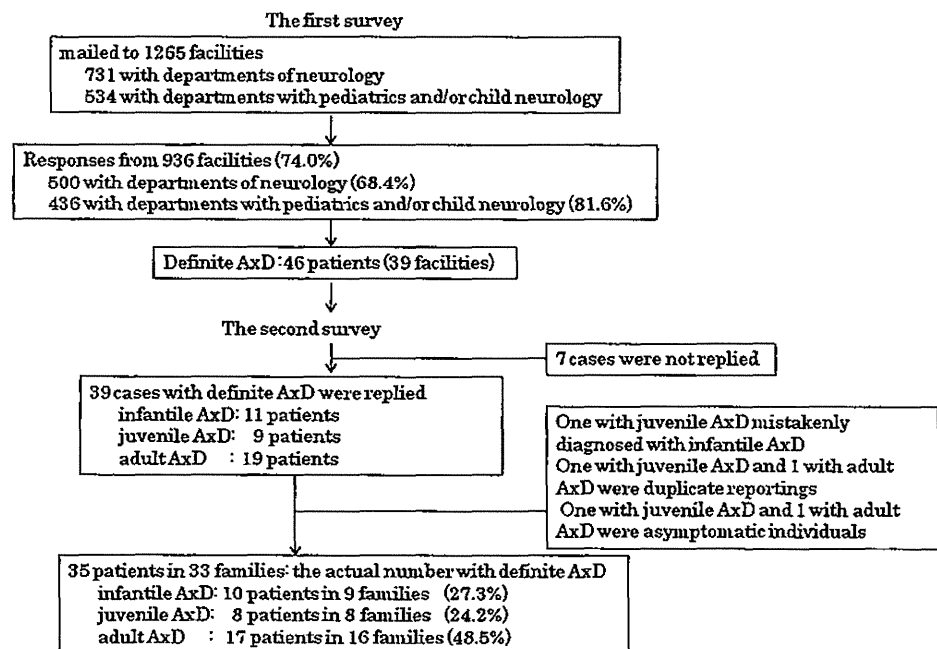 The first survey
mailed to 1265 facilities
731 with departments of neurology
534 with departments with pediatrics and/or child neurology
Responses from 936 facilities (74.0%)
500 with departments of neurology (68.4%)
436 with departments with pediatrics and/or child neurology (81.6%)
Definite AxD:46 patients (39 facilities)
The second survey
7 cases were not replied
39 cases with definite AxD were replied
infantile AxD: 11 patients
juvenile AxD: 9 patients
adult AxD : 19 patients
One with juvenile AxD mistakenly
diagnosed with infantile AxD
One with juvenile AxD and 1 with adult
AxD were duplicate reportings
One with juvenile AxD and 1 with adult
AxD were asymptomatic individuals
35 patients in 33 families: the actual number with definite AxD
infantile AxD: 10 patients in 9 families (27.3%)
juvenile AxD: 8 patients in 8 families (24.2%)
adult AxD : 17 patients in 16 families (48.5%)